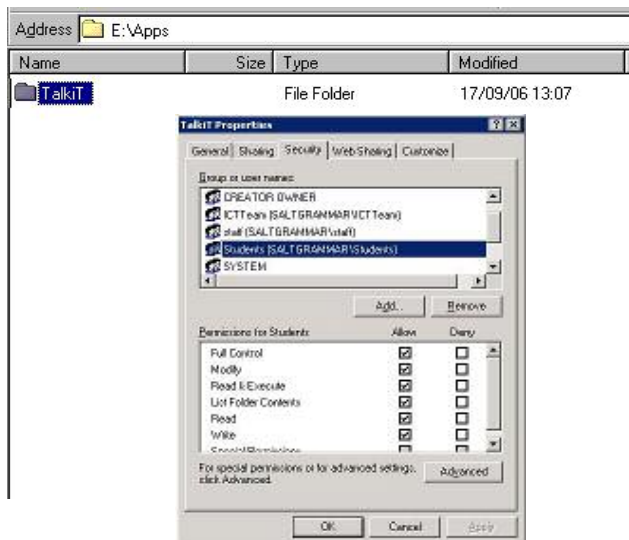 Address E:\Apps
Name Size Type Modified
TalkiT File Folder 17/09/06 13:07
TalkiT Properties
General Sharing Security Web Sharing Customize
Group or user names:
CREATOR OWNER
ICTTeam (SALTGRAMMAR\ICTTeam)
staff (SALTGRAMMAR\staff)
Students (SALTGRAMMAR\Students)
SYSTEM
Add... Remove
Permissions for Students Allow Deny
Full Control
Modify
Read & Execute
List Folder Contents
Read
Write
Special Permissions
For special permissions or for advanced settings,
click Advanced.
Advanced
OK Cancel Apply